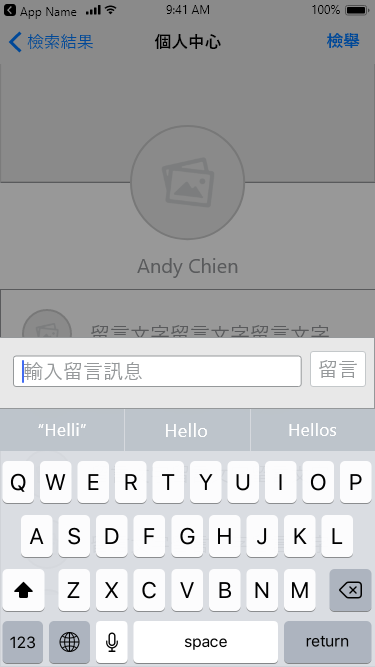 App Name 9:41 AM 100%
檢索結果 個人中心 檢舉
Andy Chien
留言文字留言文字留言文字
輸入留言訊息 留言
“Helli” Hello Hellos
Q W E R T Y U I O P
A S D F G H J K L
Z X C V B N M
123 space return